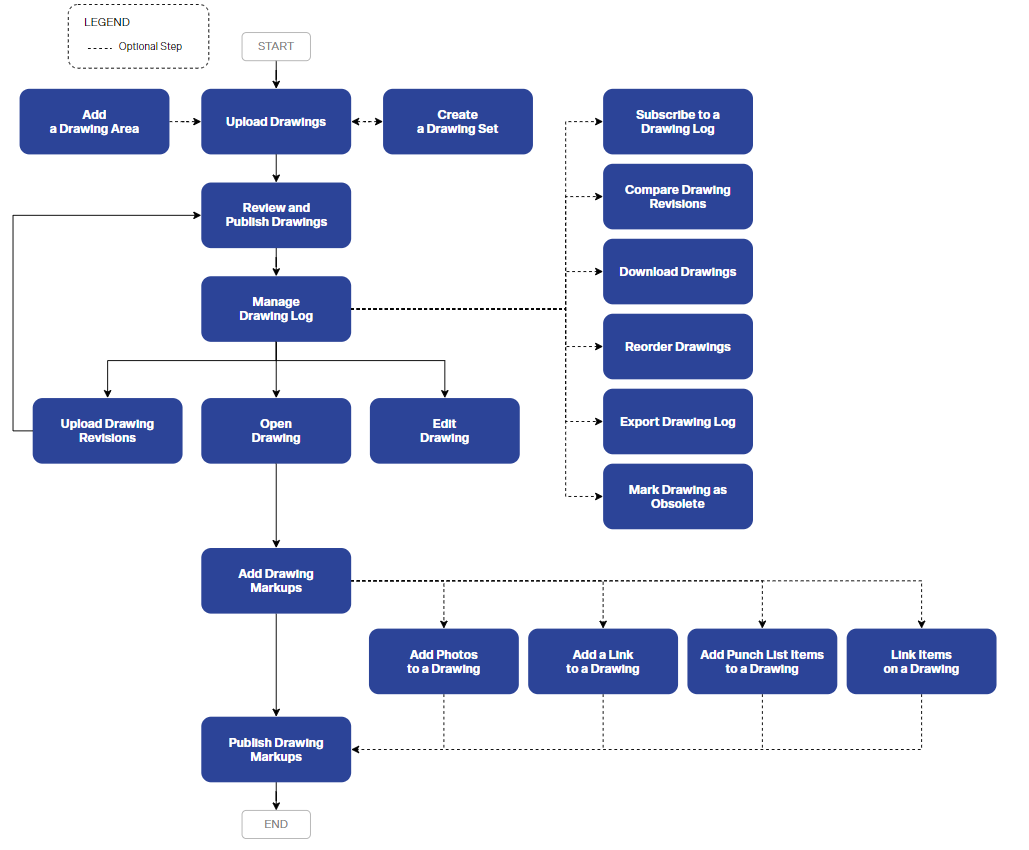 LEGEND
Optional Step
START
Add
a Drawing Area
Upload Drawings
Create
a Drawing Set
Subscribe to a
Drawing Log
Compare Drawing
Revisions
Review and
Publish Drawings
Download Drawings
Manage
Drawing Log
Reorder Drawings
Export Drawing Log
Upload Drawing
Revisions
Open
Drawing
Edit
Drawing
Mark Drawing as
Obsolete
Add Drawing
Markups
Add Photos
to a Drawing
Add a Link
to a Drawing
Add Punch List Items
to a Drawing
Link Items
on a Drawing
Publish Drawing
Markups
END